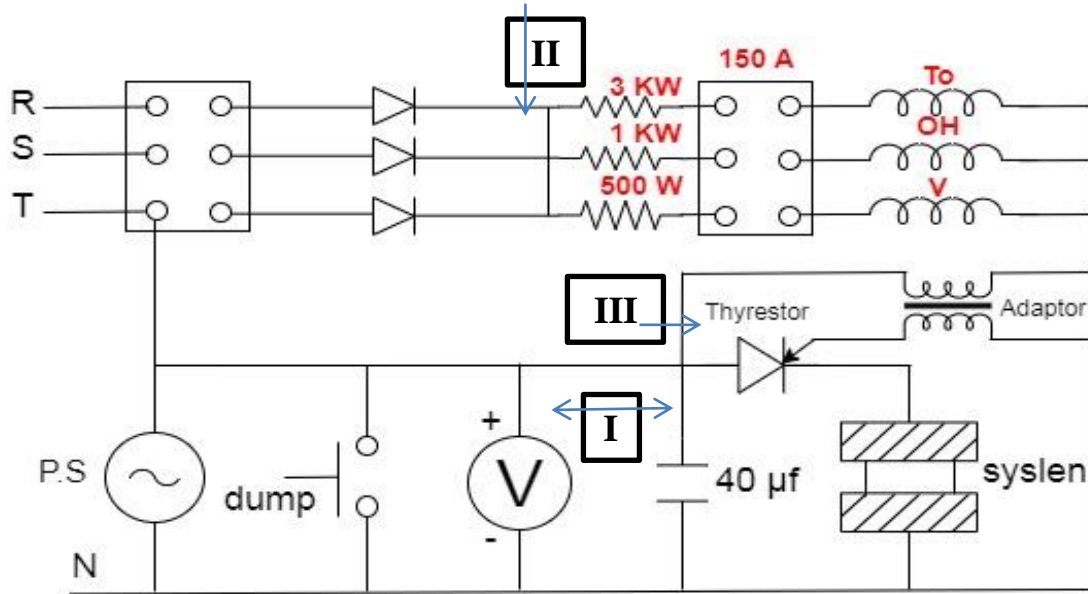 II
150 A
R
3 KW
To
S
1 KW
OH
T
500 W
V
III
Thyrestor
Adaptor
I
+
P.S
dump
V
40 µf
syslen
-
N